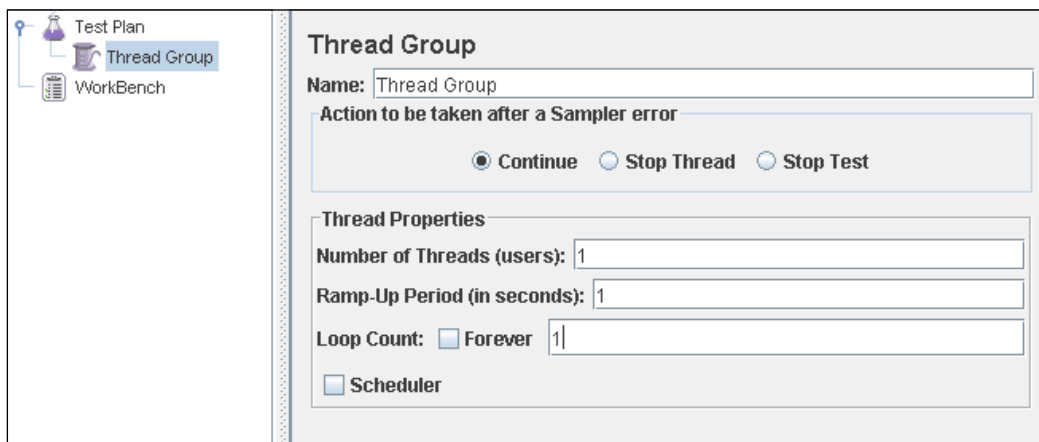 Test Plan
Thread Group
WorkBench
Thread Group
Name: Thread Group
Action to be taken after a Sampler error
Continue Stop Thread Stop Test
Thread Properties
Number of Threads (users): 1
Ramp-Up Period (in seconds): 1
Loop Count: Forever 1
Scheduler